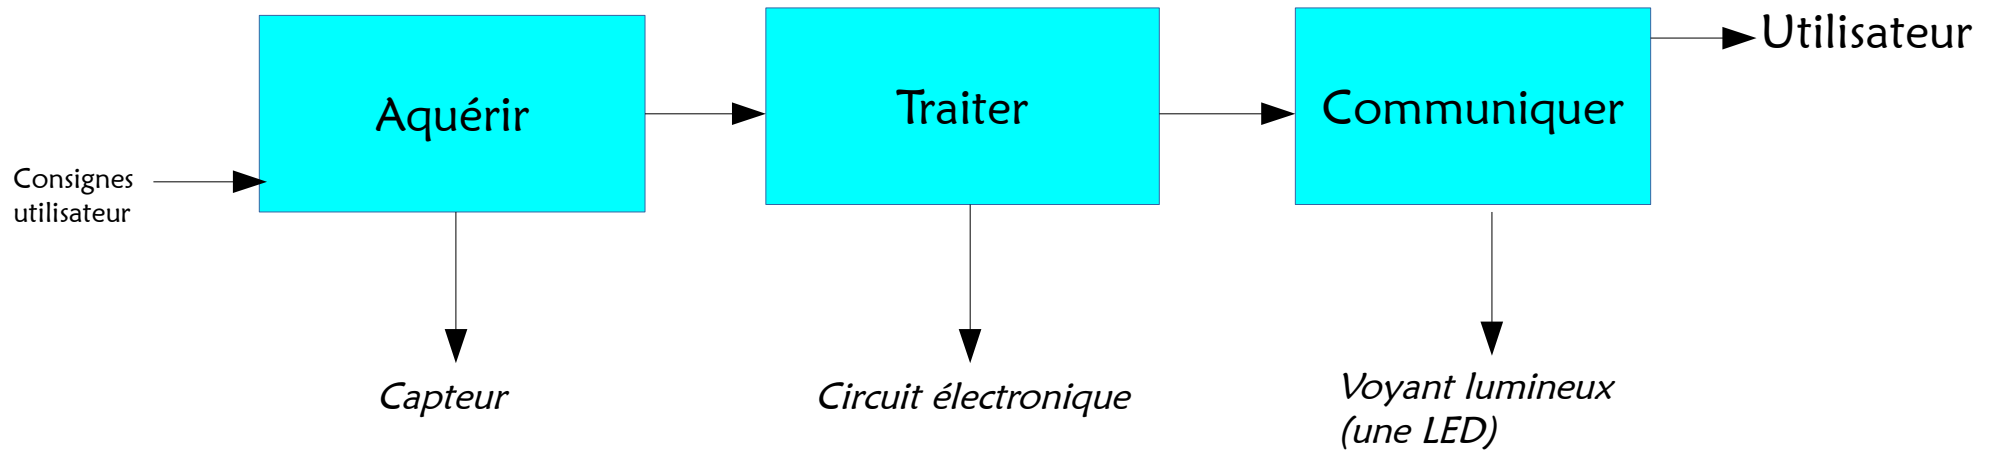 Utilisateur
Aquérir
Traiter
Communiquer
Consignes
utilisateur
Capteur
Circuit électronique
Voyant lumineux
(une LED)